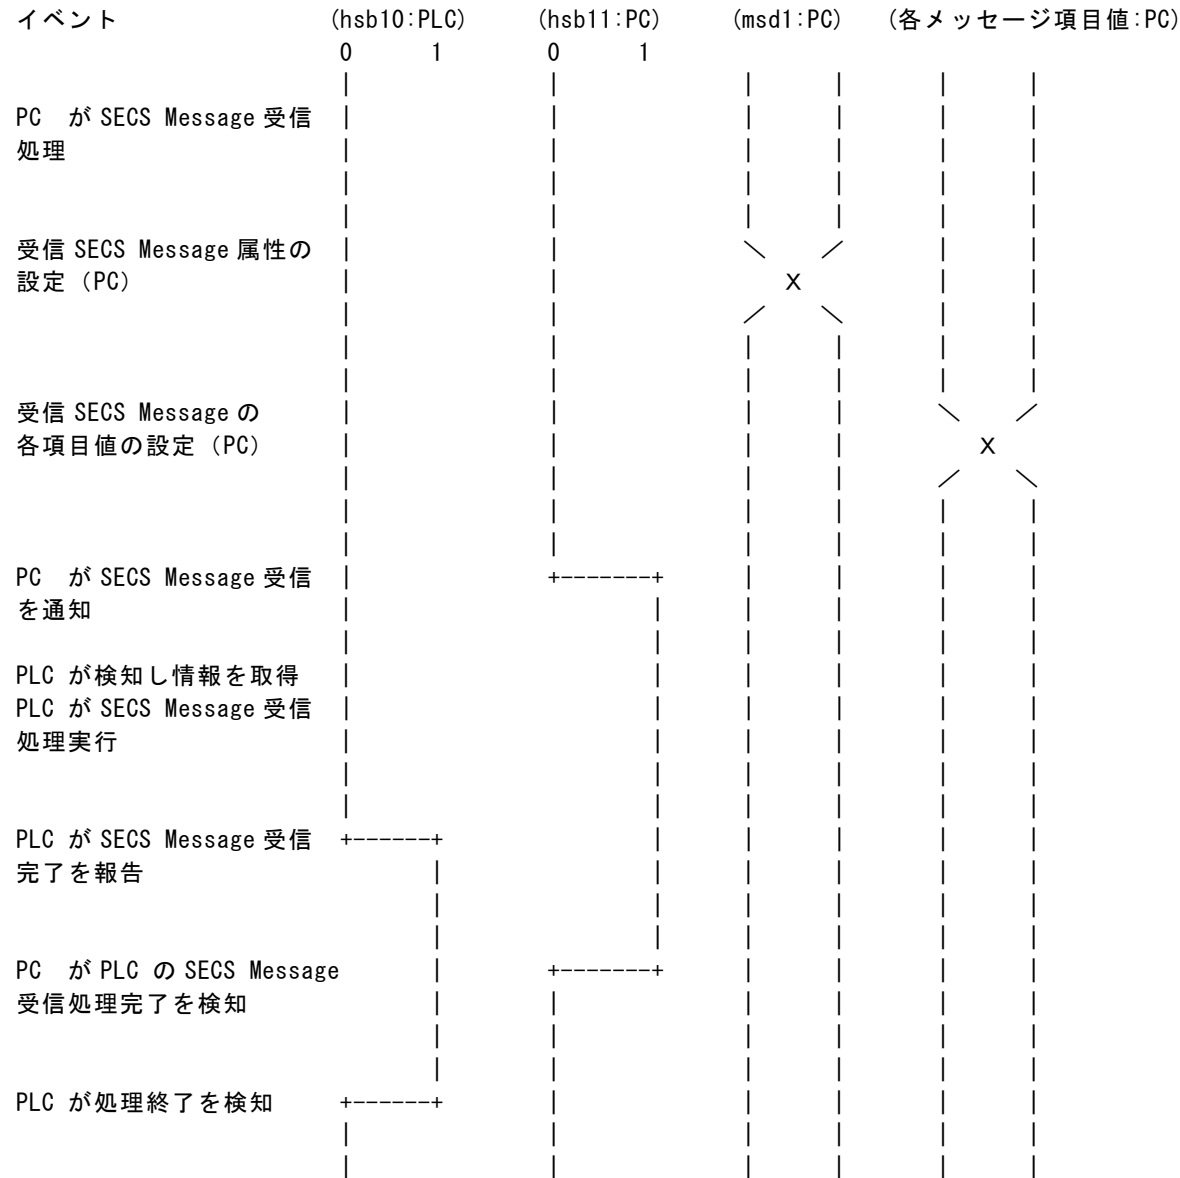 イベント (hsb10:PLC) (hsb11:PC) (msd1:PC) (各メッセージ項目値:PC)
0 1 0 1
PC が SECS Message 受信
処理
受信 SECS Message 属性の
設定（PC） X
受信 SECS Message の
各項目値の設定（PC） X
PC が SECS Message 受信 +-------+
を通知
PLC が検知し情報を取得
PLC が SECS Message 受信
処理実行
PLC が SECS Message 受信 +------+
完了を報告
PC が PLC の SECS Message +-------+
受信処理完了を検知
PLC が処理終了を検知 +------+